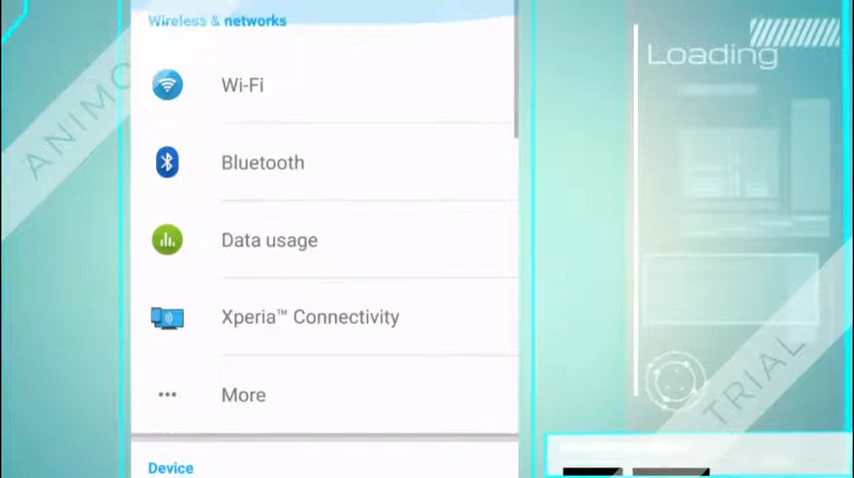 Wireless & networks
Wi-Fi
Bluetooth
Data usage
Xperia™ Connectivity
More
Device
Loading
ANIMO
TRIAL